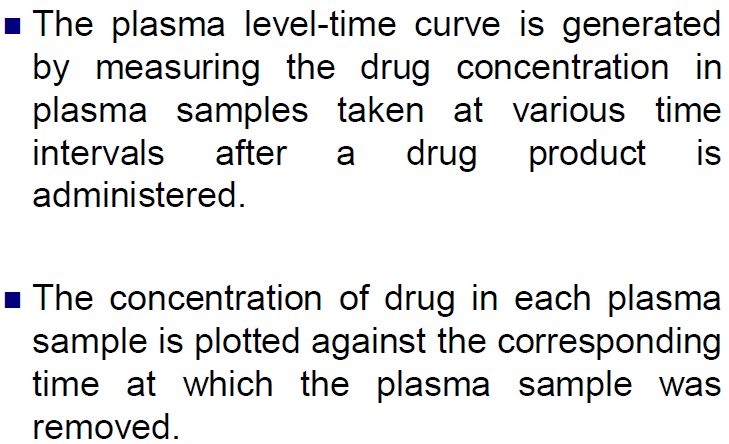 The plasma level-time curve is generated
by measuring the drug concentration in
plasma samples taken at various time
intervals after a drug product is
administered.
The concentration of drug in each plasma
sample is plotted against the corresponding
time at which the plasma sample was
removed.